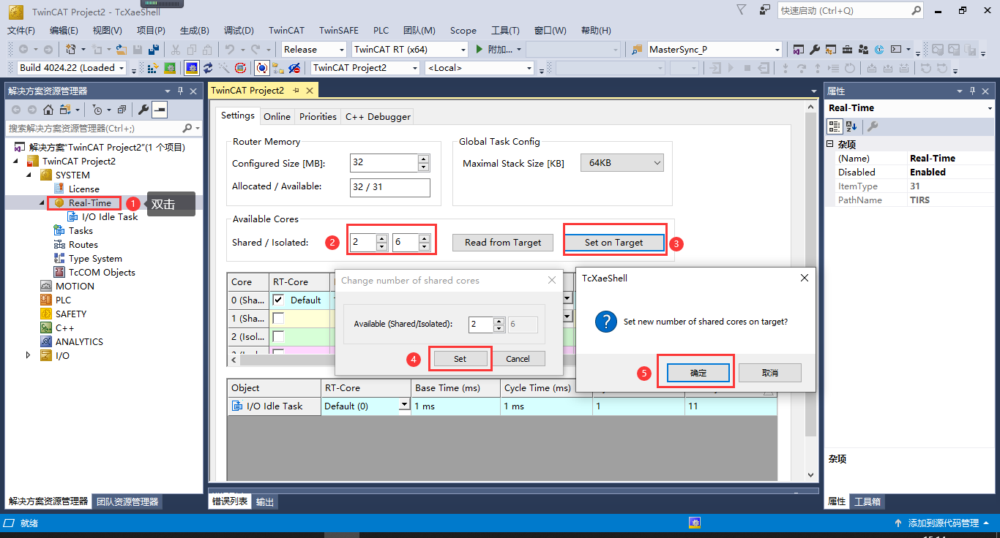 TwinCAT Project2 - TcXaeShell
快速启动 (Ctrl+Q)
文件(F) 编辑(E) 视图(V) 项目(P) 生成(B) 调试(D) TwinCAT TwinSAFE PLC 团队(M) Scope 工具(T) 窗口(W) 帮助(H)
Release TwinCAT RT (x64) 附加... MasterSync_P
Build 4024.22 (Loaded TwinCAT Project2 <Local>
解决方案资源管理器
搜索解决方案资源管理器(Ctrl+;)
解决方案"TwinCAT Project2"(1 个项目)
TwinCAT Project2
SYSTEM
License
Real-Time
1
双击
I/O Idle Task
Tasks
Routes
Type System
TcCOM Objects
MOTION
PLC
SAFETY
C++
ANALYTICS
I/O
解决方案资源管理器 团队资源管理器
TwinCAT Project2
Settings Online Priorities C++ Debugger
Router Memory
Configured Size [MB]: 32
Allocated / Available: 32 / 31
Global Task Config
Maximal Stack Size [KB] 64KB
Available Cores
Shared / Isolated: 2 2 6 Read from Target Set on Target 3
Core RT-Core
0 (Sha... Default
1 (Sha...
2 (Isol...
Change number of shared cores
Available (Shared/Isolated): 2 6
4 Set Cancel
TcXaeShell
Set new number of shared cores on target?
5 确定 取消
Object RT-Core Base Time (ms) Cycle Time (ms)
I/O Idle Task Default (0) 1 ms 1 ms 1 11
错误列表 输出
属性
Real-Time
杂项
(Name) Real-Time
Disabled Enabled
ItemType 31
PathName TIRS
杂项
属性 工具箱
就绪
添加到源代码管理